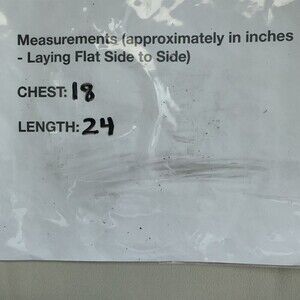 Measurements (approximately in inches
- Laying Flat Side to Side)
CHEST: 18
LENGTH: 24